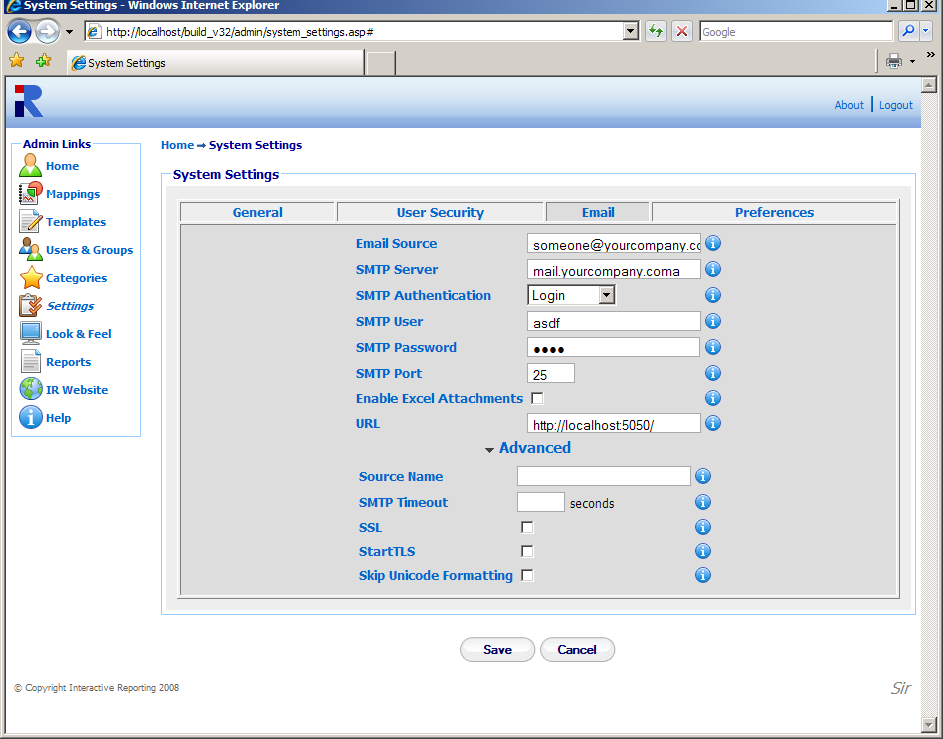 System Settings - Windows Internet Explorer
http://localhost/build_v32/admin/system_settings.asp#
Google
System Settings
»
R
About | Logout
Admin Links
Home
Mappings
Templates
Users & Groups
Categories
Settings
Look & Feel
Reports
IR Website
Help
Home → System Settings
System Settings
General User Security Email Preferences
Email Source someone@yourcompany.co
SMTP Server mail.yourcompany.coma
SMTP Authentication Login
SMTP User asdf
SMTP Password ●●●●
SMTP Port 25
Enable Excel Attachments
URL http://localhost:5050/
Advanced
Source Name
SMTP Timeout seconds
SSL
StartTLS
Skip Unicode Formatting
Save Cancel
© Copyright Interactive Reporting 2008
Sir